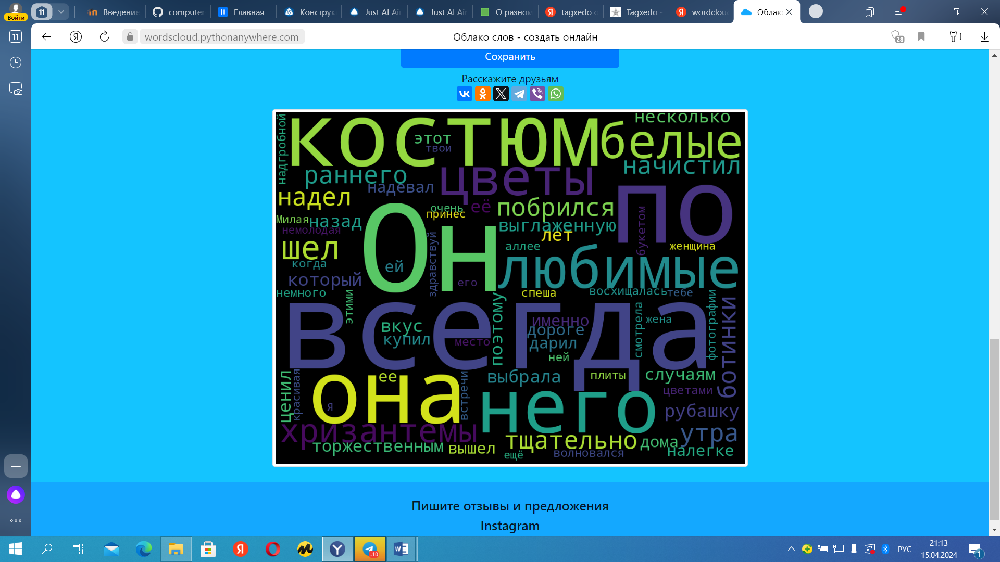 Войти
11
Введение
computer
Главная
Конструк
Just AI Ai
Just AI Ai
О разном
tagxedo
Tagxedo -
wordclou
Облако
11
wordscloud.pythonanywhere.com
Облако слов - создать онлайн
28
Сохранить
Расскажите друзьям
надгробной
костюм
этот
твои
несколько
белые
начистил
раннего
надевал
цветы
надел
по
очень
принес
её
побрился
Милая
назад
немолодая
Он
выглаженную
лет
букетом
женщина
шел
аллее
любимые
когда
ей
здравствуй
который
его
немного
спеша
восхищалась
тебе
этими
всегда
вкус
купил
место
поэтому
именно
дороге
дарил
ней
смотрела
жена
фотографии
ботинки
ценил
красивая
она
ее
Я
встречи
выбрала
плиты
случаям
него
цветами
рубашку
хризантемы
утра
торжественным
вышел
тщательно
дома
ещё
волновался
налегке
Пишите отзывы и предложения
Instagram
..10
РУС
21:13
15.04.2024
1